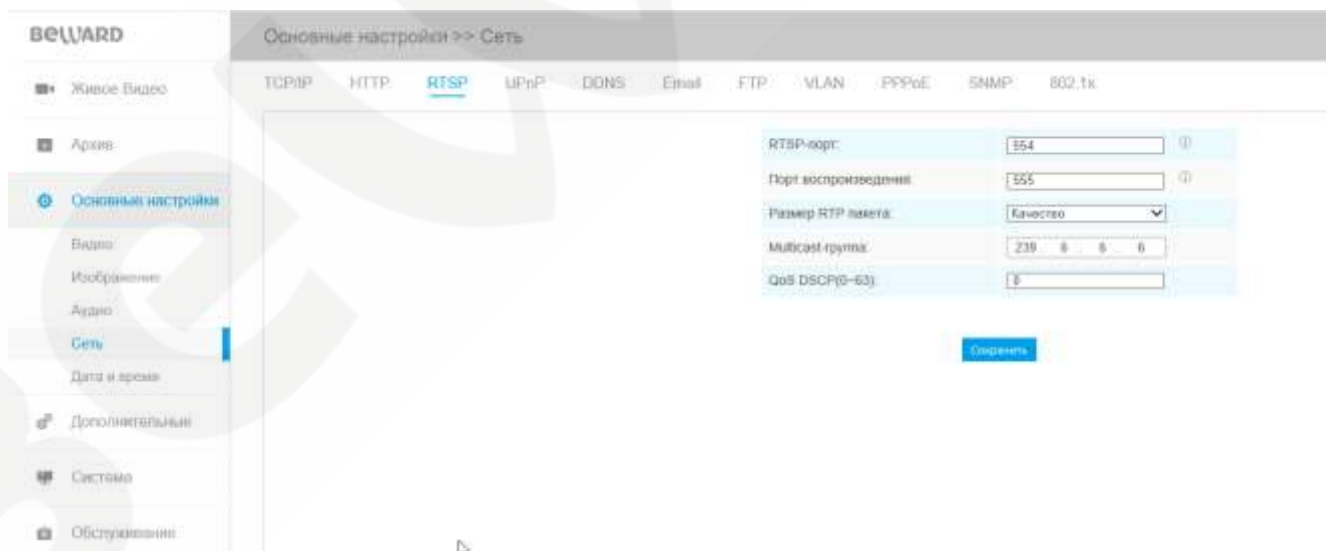 BEWARD
Основные настройки >> Сеть
Живое Видео
TCP/IP HTTP RTSP UPnP DDNS Email FTP VLAN PPPoE SNMP 802.1x
Архив
RTSP-порт: 554
Порт воспроизведения: 555
Основные настройки
Размер RTP пакета: Качество
Видео
Multicast-группа: 239 . 6 . 6 . 6
Изображение
QoS DSCP(0~63): 0
Аудио
Сеть
Сохранить
Дата и время
Дополнительные
Система
Обслуживание